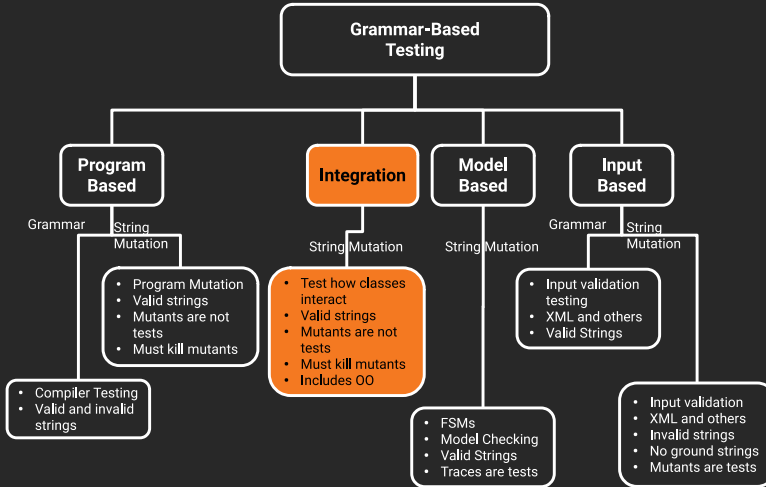 Grammar-Based
Testing
Program
Based
Integration
Model
Based
Input
Based
Grammar
String
Mutation
String Mutation
String Mutation
Grammar
String
Mutation
• Program Mutation
• Valid strings
• Mutants are not
tests
• Must kill mutants
• Test how classes
interact
• Valid strings
• Mutants are not
tests
• Must kill mutants
• Includes OO
• Input validation
testing
• XML and others
• Valid Strings
• Compiler Testing
• Valid and invalid
strings
• FSMs
• Model Checking
• Valid Strings
• Traces are tests
• Input validation
• XML and others
• Invalid strings
• No ground strings
• Mutants are tests